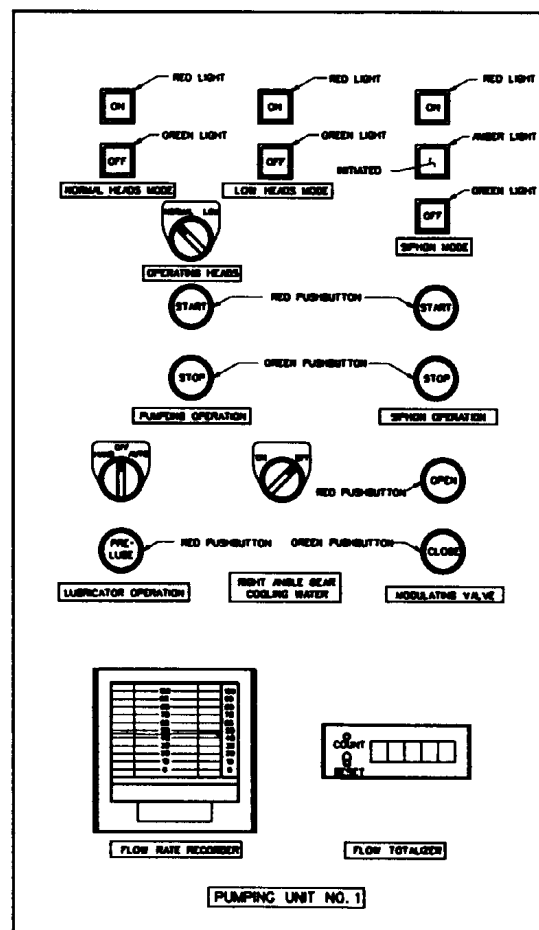 RED LIGHT RED LIGHT RED LIGHT
ON ON ON
GREEN LIGHT GREEN LIGHT AMBER LIGHT
OFF OFF INITIATED
NORMAL HEADS MODE LOW HEADS MODE
GREEN LIGHT
OFF
NORMAL LOW
SIPHON MODE
OPERATING HEADS
START RED PUSHBUTTON START
GREEN PUSHBUTTON
STOP STOP
PUMPING OPERATION SIPHON OPERATION
HAND OFF AUTO ON OFF
OPEN
RED PUSHBUTTON
PRE-
LUBE RED PUSHBUTTON GREEN PUSHBUTTON CLOSE
LUBRICATOR OPERATION RIGHT ANGLE GEAR
COOLING WATER MODULATING VALVE
COUNT
RESET
FLOW RATE RECORDER FLOW TOTALIZER
PUMPING UNIT NO. 1